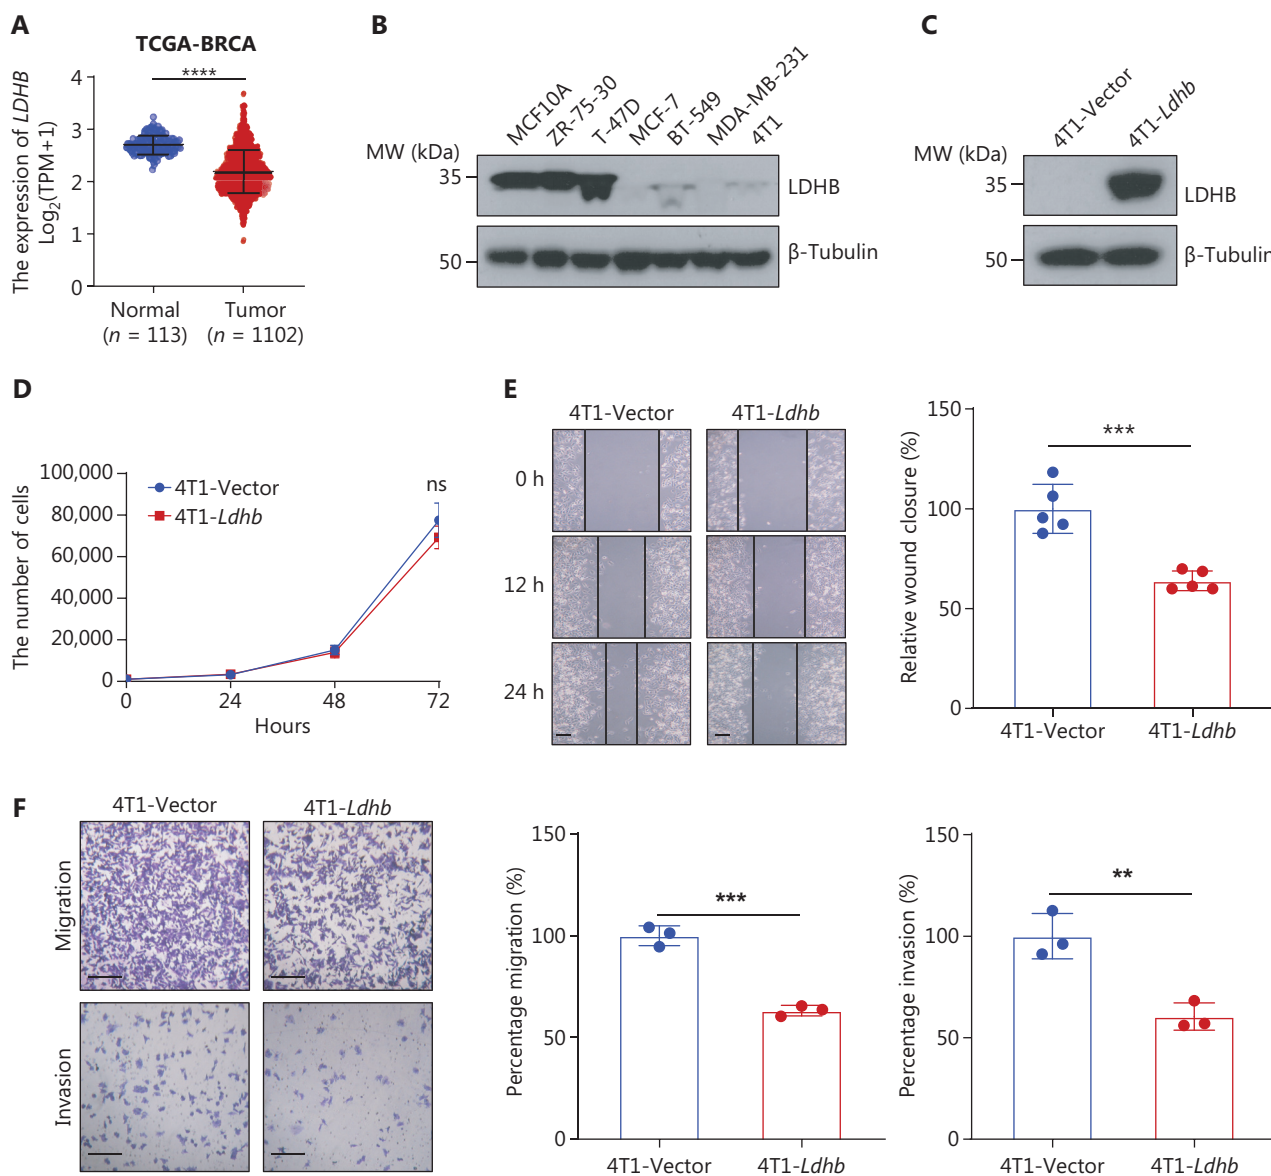 A
TCGA-BRCA
****
The expression of LDHB
Log2(TPM+1)
4
3
2
1
0
Normal
(n = 113)
Tumor
(n = 1102)
B
MCF10A
ZR-75-30
T-47D
MCF-7
BT-549
MDA-MB-231
4T1
MW (kDa)
35
LDHB
50
β-Tubulin
C
4T1-Vector
4T1-Ldhb
MW (kDa)
35
LDHB
50
β-Tubulin
D
The number of cells
100,000
80,000
60,000
40,000
20,000
0
4T1-Vector
4T1-Ldhb
ns
0
24
48
72
Hours
E
4T1-Vector
4T1-Ldhb
0 h
12 h
24 h
Relative wound closure (%)
150
100
50
0
***
4T1-Vector
4T1-Ldhb
F
4T1-Vector
4T1-Ldhb
Migration
Invasion
Percentage migration (%)
150
100
50
0
***
4T1-Vector
4T1-Ldhb
Percentage invasion (%)
150
100
50
0
**
4T1-Vector
4T1-Ldhb